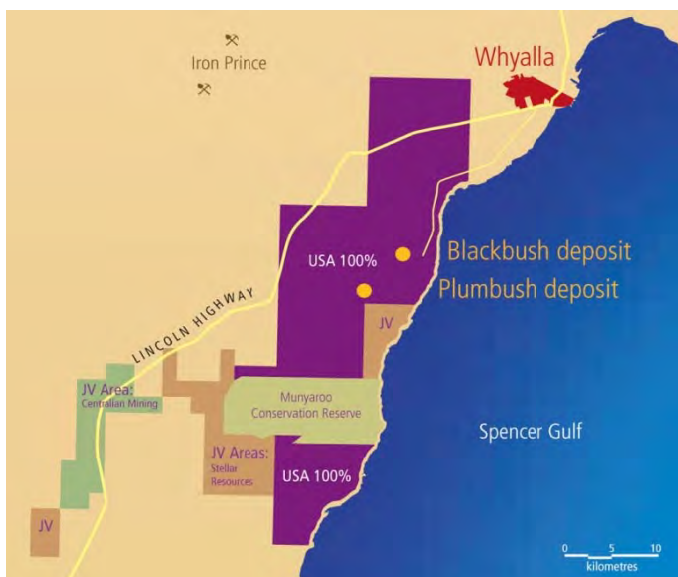 Iron Prince
Whyalla
USA 100%
Blackbush deposit
Plumbush deposit
JV
LINCOLN HIGHWAY
JV Area:
Centralian Mining
Munyaroo
Conservation Reserve
Spencer Gulf
JV Areas:
Stellar
Resources
USA 100%
JV
0 5 10
kilometres